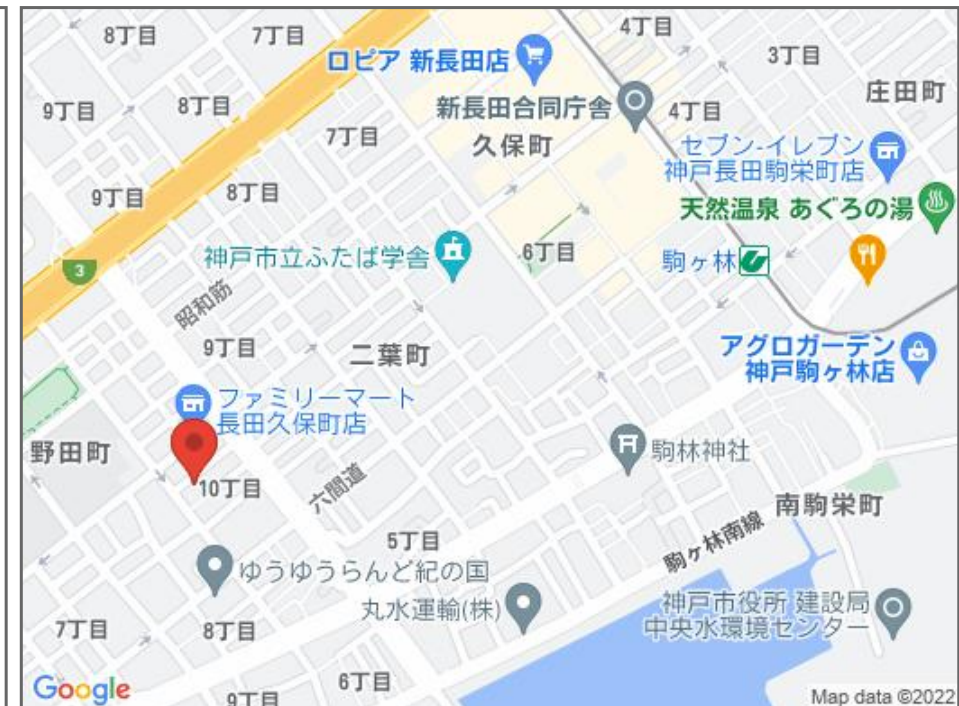 8丁目
7丁目
4丁目
3丁目
ロピア 新長田店
庄田町
9丁目
8丁目
新長田合同庁舎
4丁目
7丁目
久保町
セブン-イレブン
神戸長田駒栄町店
9丁目
8丁目
天然温泉 あぐろの湯
神戸市立ふたば学舎
6丁目
駒ヶ林
3
昭和筋
9丁目
二葉町
アグロガーデン
神戸駒ヶ林店
ファミリーマート
長田久保町店
野田町
駒林神社
10丁目
六間道
南駒栄町
5丁目
駒ヶ林南線
ゆうゆうらんど紀の国
丸水運輸(株)
神戸市役所 建設局
中央水環境センター
7丁目
8丁目
6丁目
9丁目
Google
Map data ©2022